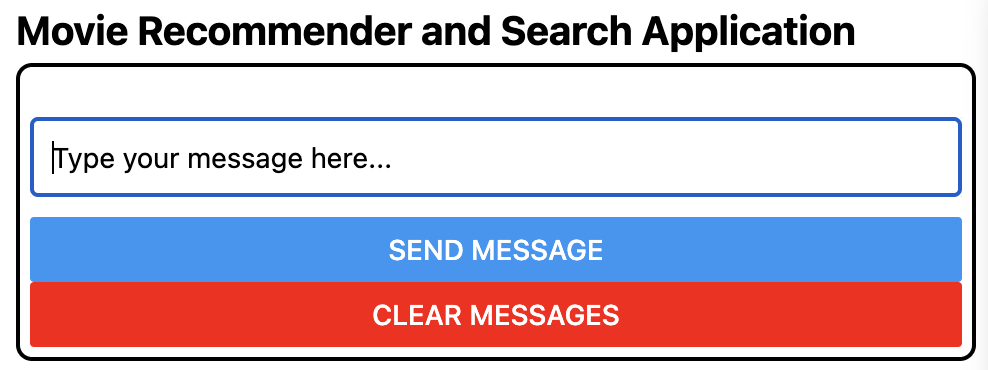 Movie Recommender and Search Application
Type your message here...
SEND MESSAGE
CLEAR MESSAGES